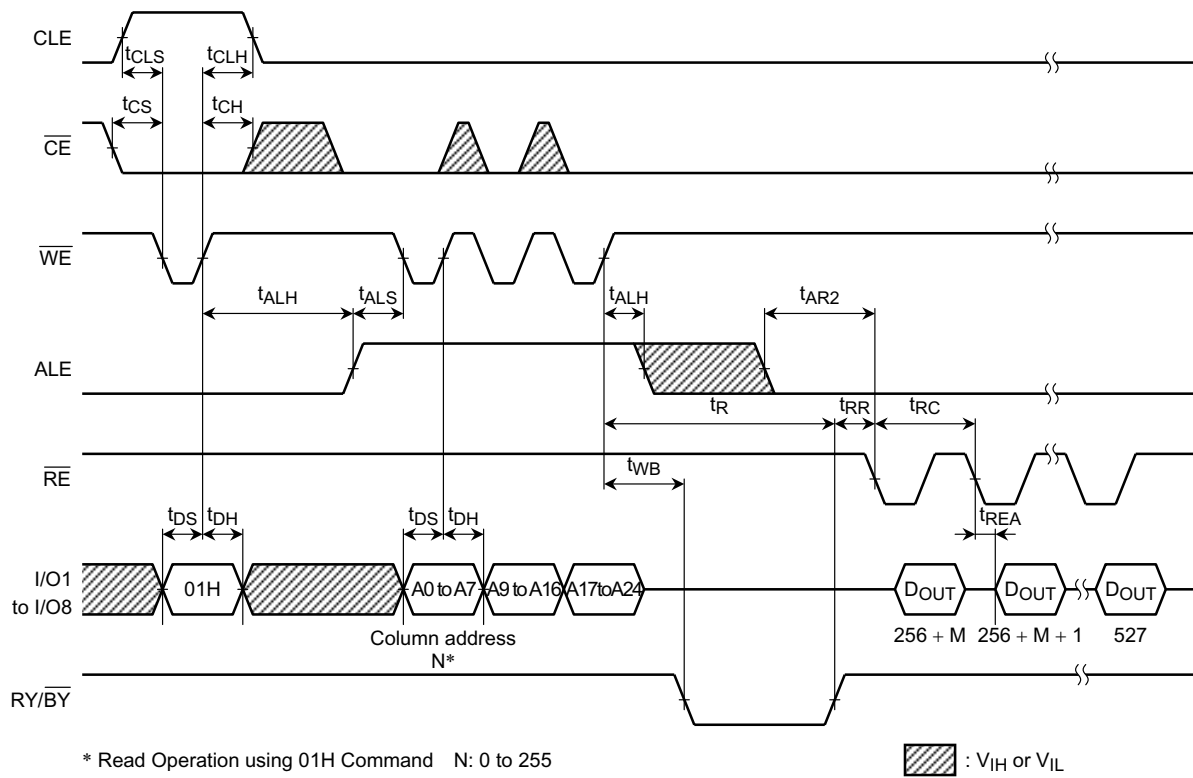 CLE
tCLS tCLH
tCS tCH
CE
WE
tALH tALS tALH tAR2
ALE
tR tRR tRC
RE
tWB
tDS tDH tDS tDH tREA
I/O1
to I/O8
01H A0 to A7 A9 to A16 A17 to A24 DOUT DOUT DOUT
256 + M 256 + M + 1 527
Column address
N*
RY/BY
* Read Operation using 01H Command N: 0 to 255
: VIH or VIL